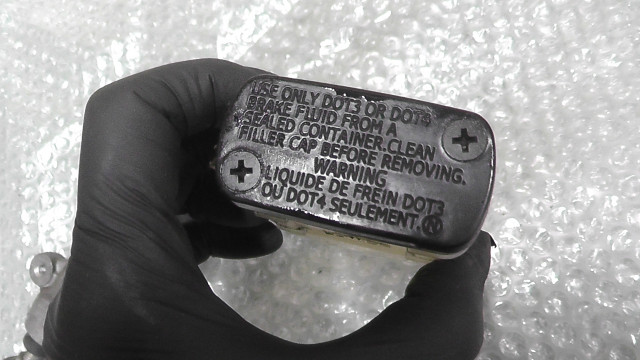 USE ONLY DOT3 OR DOT4
BRAKE FLUID FROM A
SEALED CONTAINER.CLEAN
FILLER CAP BEFORE REMOVING.
WARNING
LIQUIDE DE FREIN DOT3
OU DOT4 SEULEMENT.